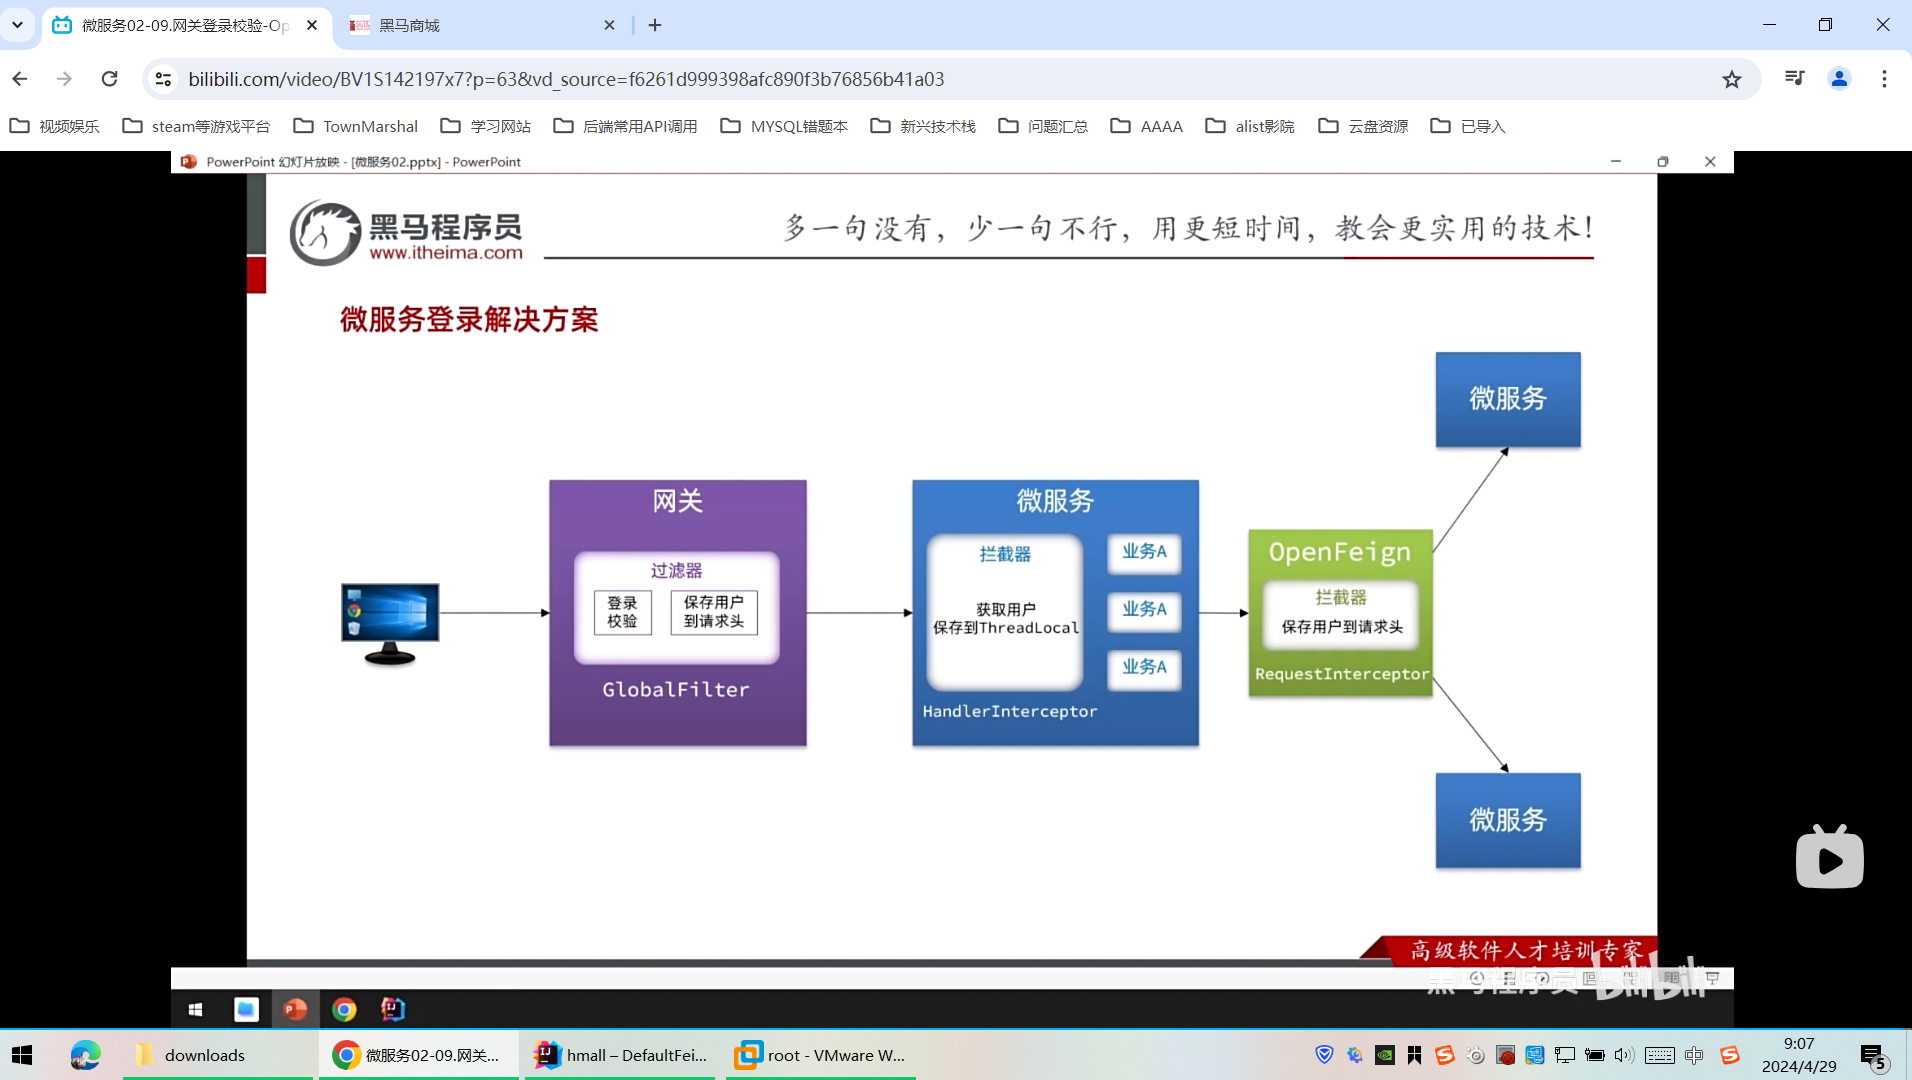 微服务02-09.网关登录校验-Op
黑马商城
bilibili.com/video/BV1S142197x7?p=63&vd_source=f6261d999398afc890f3b76856b41a03
视频娱乐
steam等游戏平台
TownMarshal
学习网站
后端常用API调用
MYSQL错题本
新兴技术栈
问题汇总
AAAA
alist影院
云盘资源
已导入
PowerPoint 幻灯片放映 - [微服务02.pptx] - PowerPoint
黑马程序员
www.itheima.com
多一句没有，少一句不行，用更短时间，教会更实用的技术！
微服务登录解决方案
微服务
网关
过滤器
登录
校验
保存用户
到请求头
GlobalFilter
微服务
拦截器
获取用户
保存到ThreadLocal
业务A
业务A
业务A
HandlerInterceptor
OpenFeign
拦截器
保存用户到请求头
RequestInterceptor
微服务
高级软件人才培训专家
黑马程序员
bilibili
downloads
微服务02-09.网关...
hmall – DefaultFei...
root - VMware W...
中
9:07
2024/4/29
5